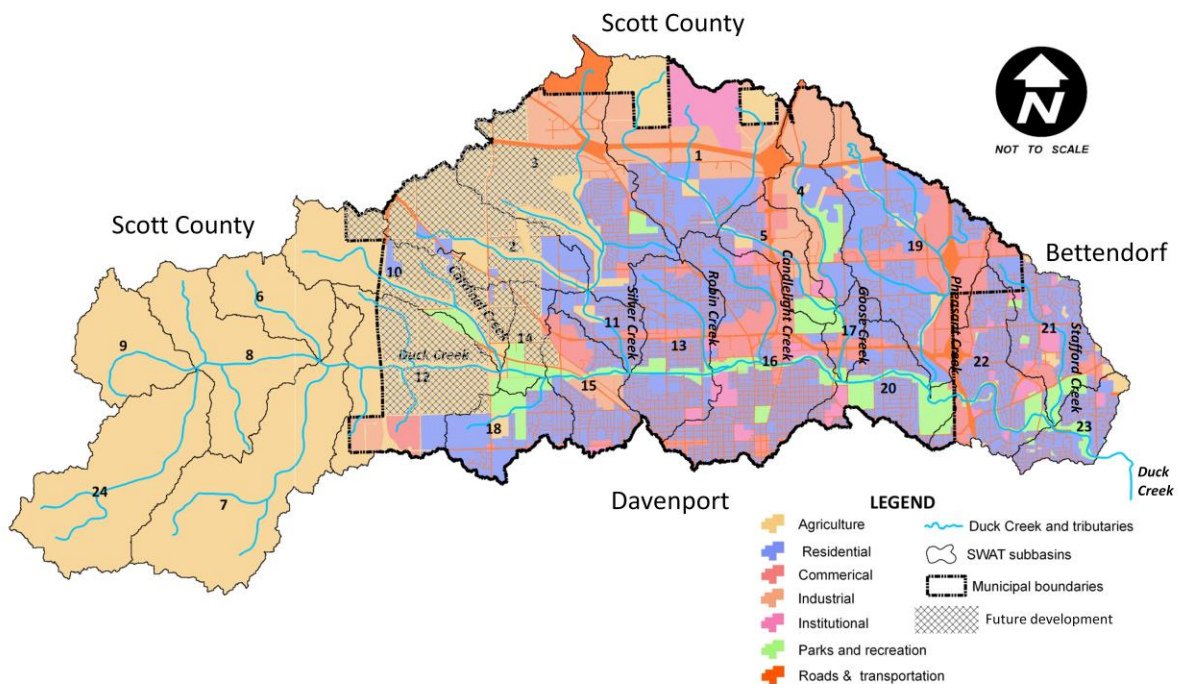 Scott County
N
NOT TO SCALE
3
1
4
5
Scott County
2
19
Bettendorf
10
Cardinal Creek
6
Silver Creek
Robin Creek
Candlelight Creek
Goose Creek
Pheasant Creek
Stafford Creek
11
17
21
9
8
14
13
16
22
Duck Creek
12
15
20
18
23
24
7
Duck
Creek
Davenport
LEGEND
Agriculture
Residential
Commerical
Industrial
Institutional
Parks and recreation
Roads & transportation
Duck Creek and tributaries
SWAT subbasins
Municipal boundaries
Future development